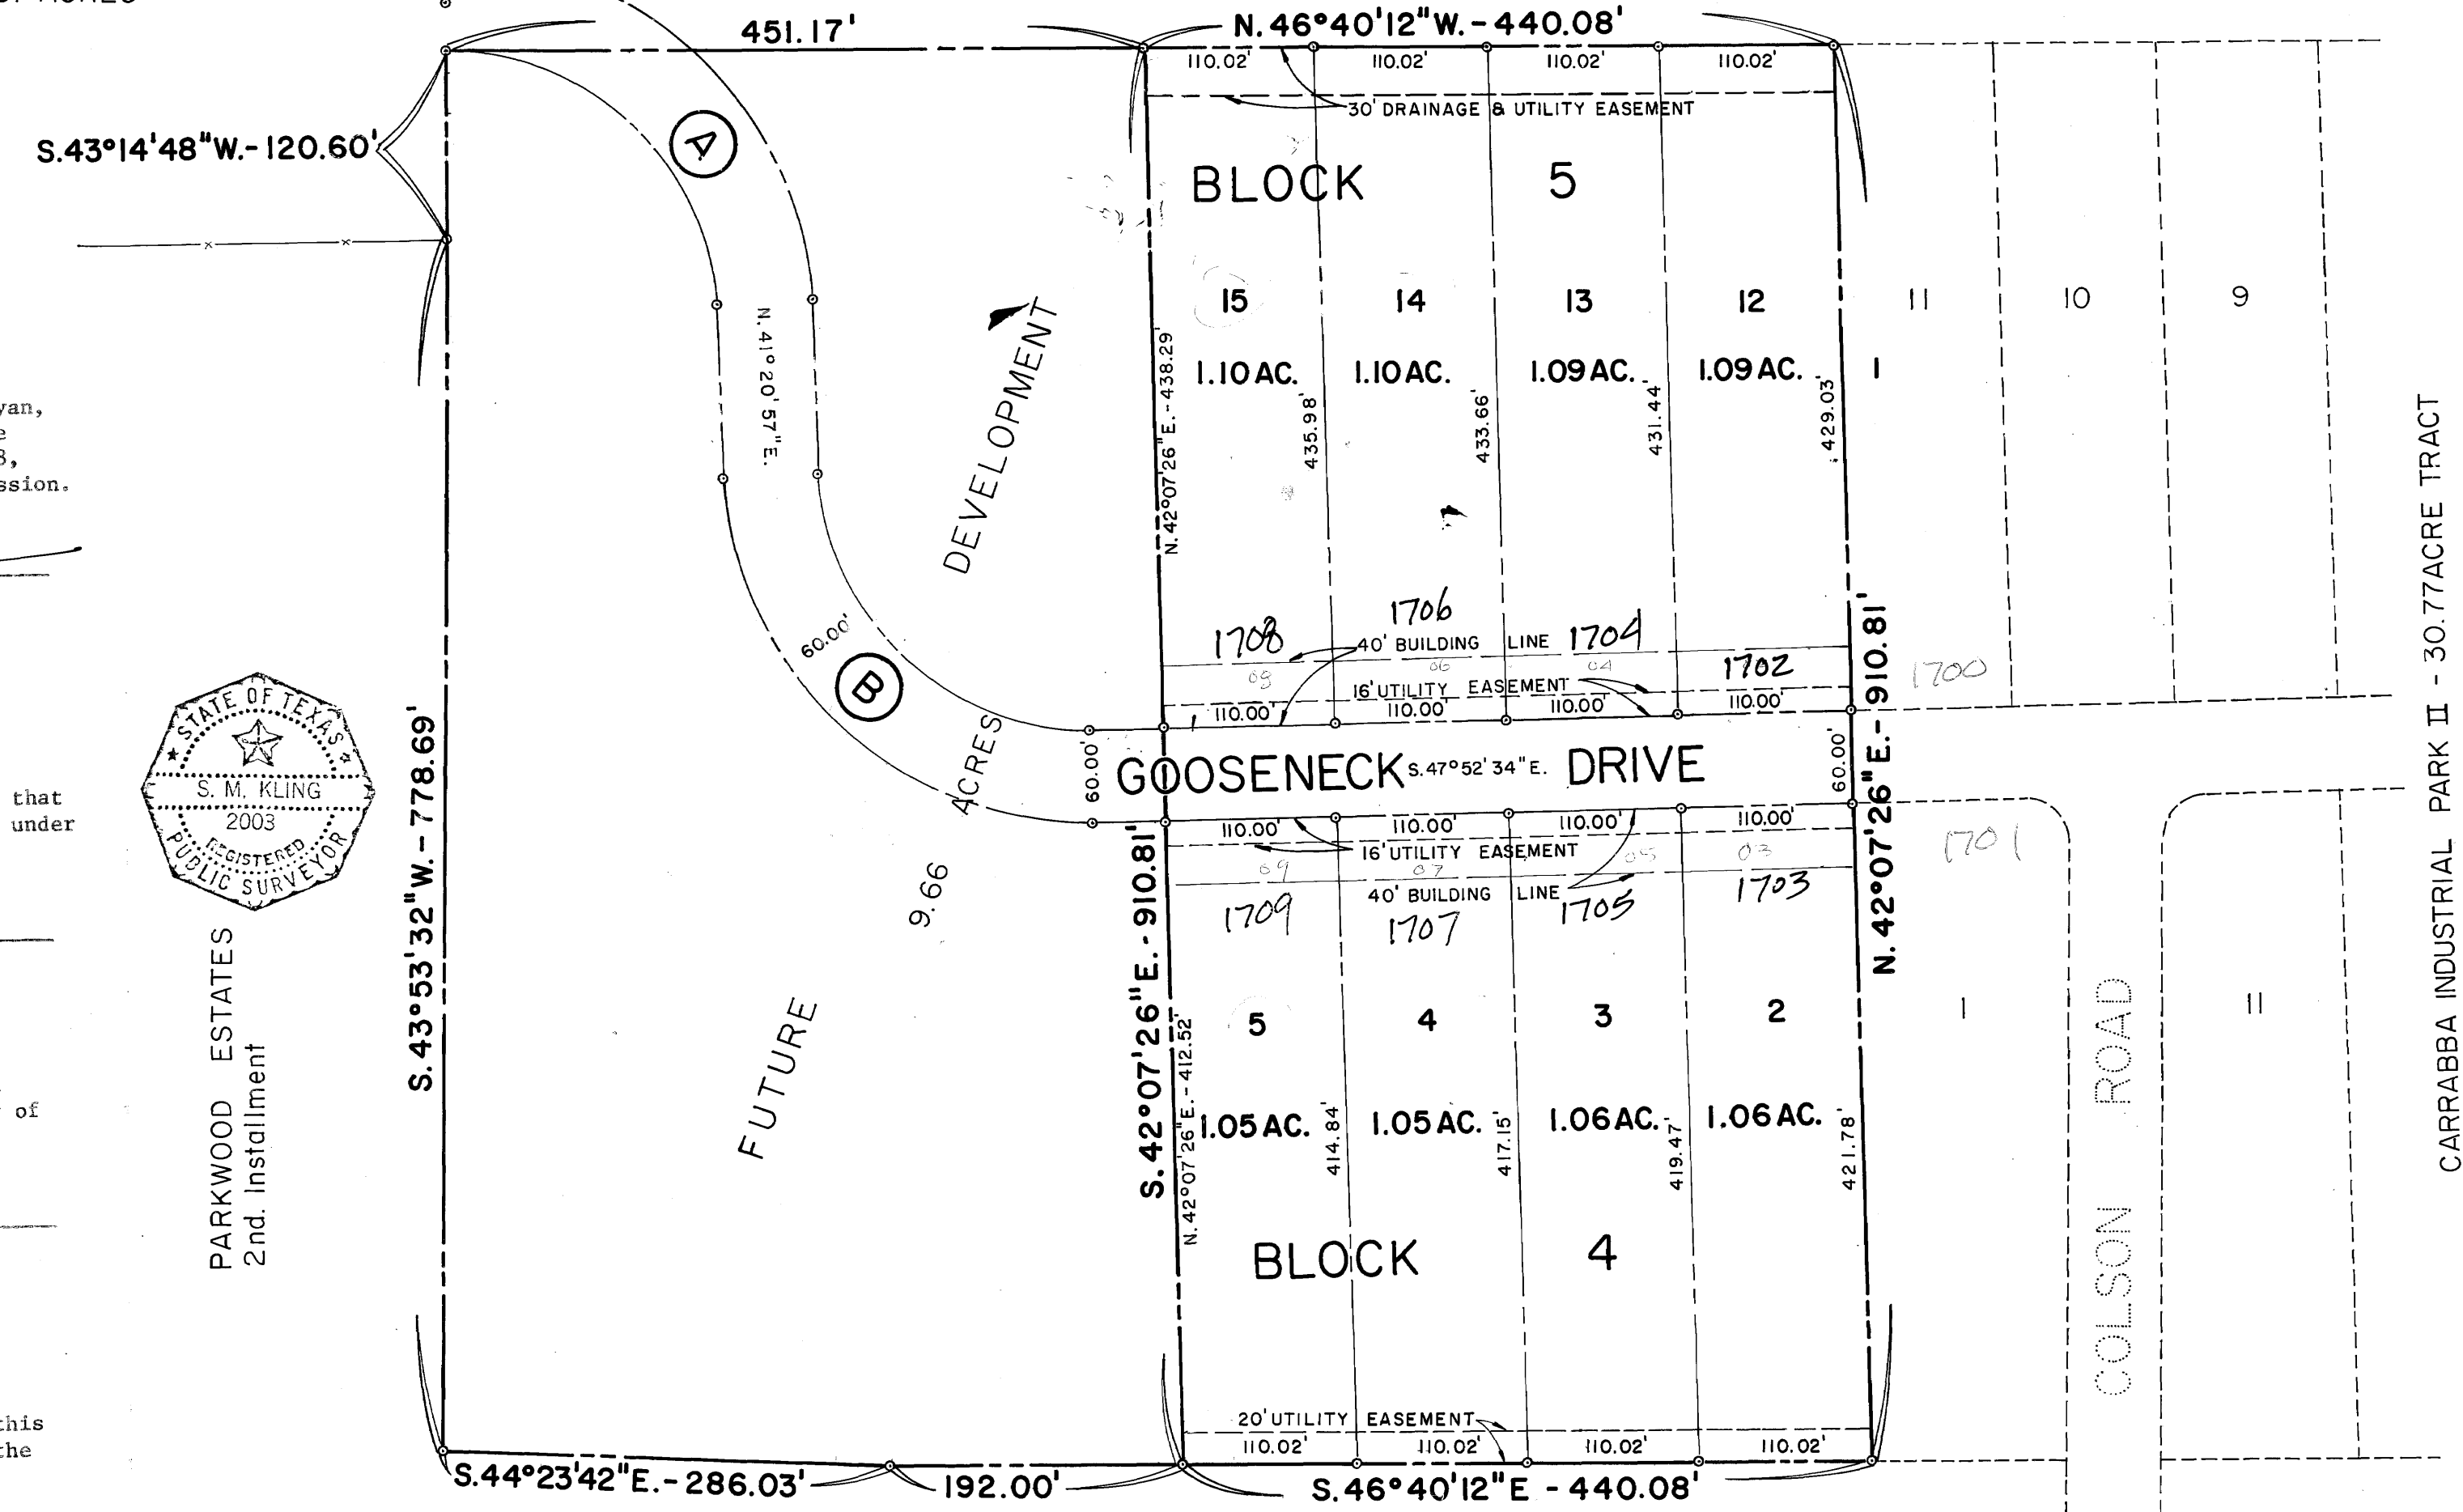 451.17'
N. 46°40'12"W. - 440.08'
110.02' 110.02' 110.02' 110.02'
30' DRAINAGE & UTILITY EASEMENT
S.43°14'48"W.-120.60'
A
BLOCK 5
15 14 13 12 11 10 9
1.10 AC. 1.10 AC. 1.09 AC. 1.09 AC. 1
N. 41°20'57"E.
N. 42°07'26"E. - 438.29'
435.98' 433.66' 431.44' 429.03'
yan,
ssion.
DEVELOPMENT
1708 1706 1704 1702 1700
40' BUILDING LINE
08 06 04
16' UTILITY EASEMENT
110.00' 110.00' 110.00' 110.00'
60.00'
B
60.00' GOOSENECK S. 47°52'34"E. DRIVE 60.00'
N. 42°07'26"E. - 910.81'
110.00' 110.00' 110.00' 110.00'
16' UTILITY EASEMENT
09 07 05 03
40' BUILDING LINE
1709 1707 1705 1703 1701
STATE OF TEXAS
S. M. KLING
2003
REGISTERED
PUBLIC SURVEYOR
that
under
S. 43°53'32"W. - 778.69'
PARKWOOD ESTATES
2nd. Installment
of
FUTURE
9.66 ACRES
S. 42°07'26"E. - 910.81'
N. 42°07'26"E. - 412.52'
5 4 3 2 1 11
1.05 AC. 1.05 AC. 1.06 AC. 1.06 AC.
414.84' 417.15' 419.47' 421.78'
BLOCK 4
COLSON ROAD
CARRABBA INDUSTRIAL PARK II - 30.77 ACRE TRACT
20' UTILITY EASEMENT
110.02' 110.02' 110.02' 110.02'
this
the
S.44°23'42"E. - 286.03'
192.00'
S. 46°40'12"E - 440.08'